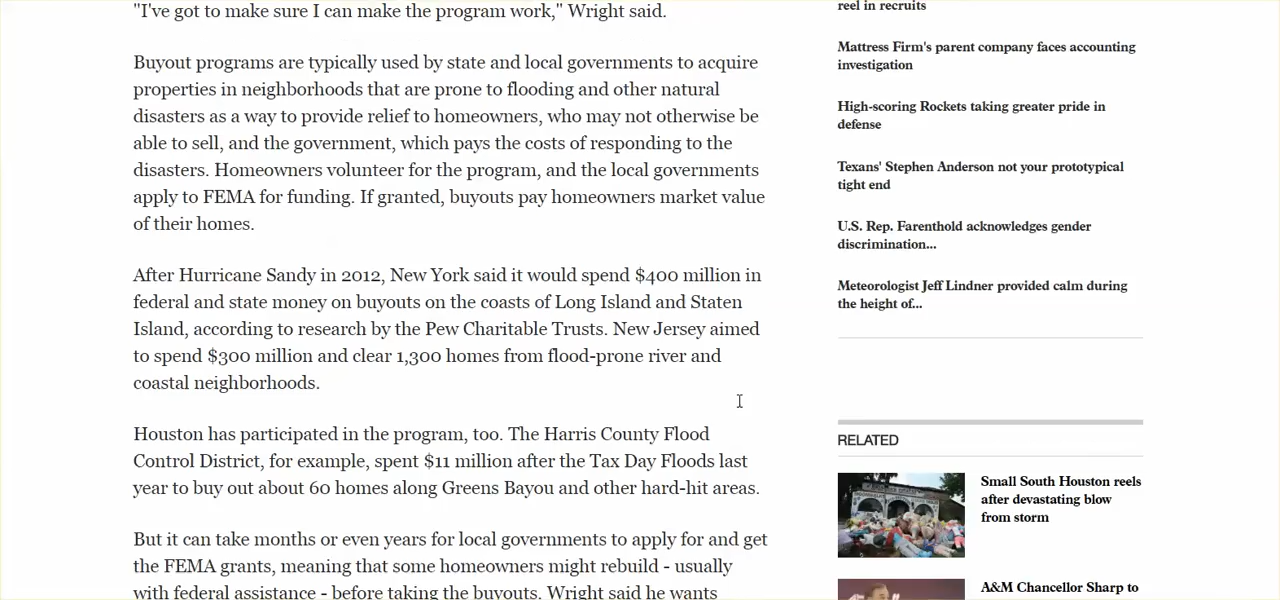 "I've got to make sure I can make the program work," Wright said.
Buyout programs are typically used by state and local governments to acquire
properties in neighborhoods that are prone to flooding and other natural
disasters as a way to provide relief to homeowners, who may not otherwise be
able to sell, and the government, which pays the costs of responding to the
disasters. Homeowners volunteer for the program, and the local governments
apply to FEMA for funding. If granted, buyouts pay homeowners market value
of their homes.
After Hurricane Sandy in 2012, New York said it would spend $400 million in
federal and state money on buyouts on the coasts of Long Island and Staten
Island, according to research by the Pew Charitable Trusts. New Jersey aimed
to spend $300 million and clear 1,300 homes from flood-prone river and
coastal neighborhoods.
Houston has participated in the program, too. The Harris County Flood
Control District, for example, spent $11 million after the Tax Day Floods last
year to buy out about 60 homes along Greens Bayou and other hard-hit areas.
But it can take months or even years for local governments to apply for and get
the FEMA grants, meaning that some homeowners might rebuild - usually
with federal assistance - before taking the buyouts. Wright said he wants
reel in recruits
Mattress Firm's parent company faces accounting
investigation
High-scoring Rockets taking greater pride in
defense
Texans' Stephen Anderson not your prototypical
tight end
U.S. Rep. Farenthold acknowledges gender
discrimination...
Meteorologist Jeff Lindner provided calm during
the height of...
RELATED
Small South Houston reels
after devastating blow
from storm
A&M Chancellor Sharp to